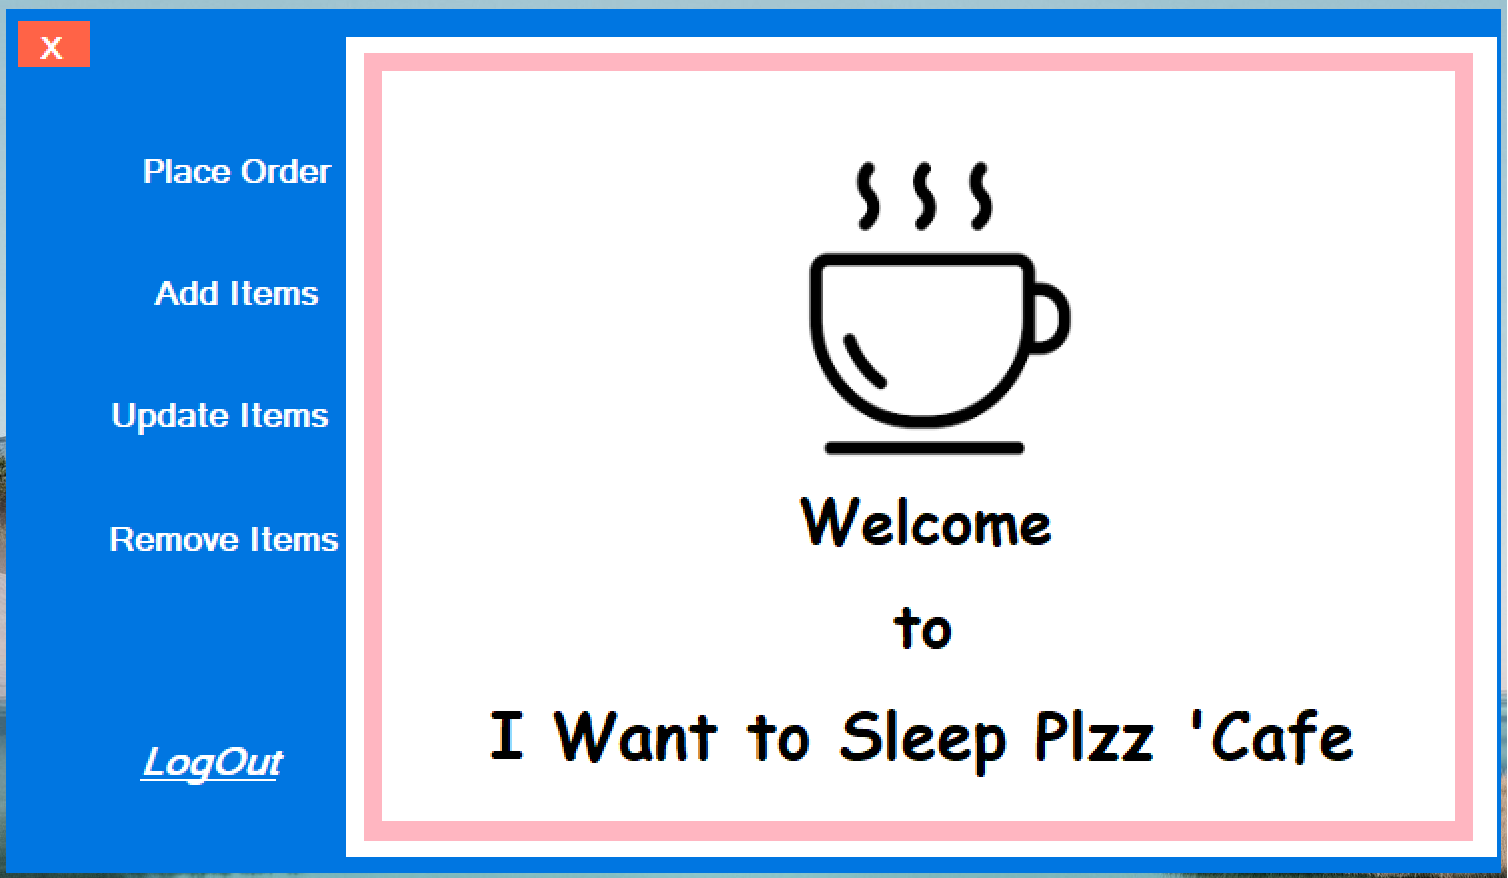 X
Place Order
Add Items
Update Items
Remove Items
LogOut
Welcome
to
I Want to Sleep Plzz 'Cafe